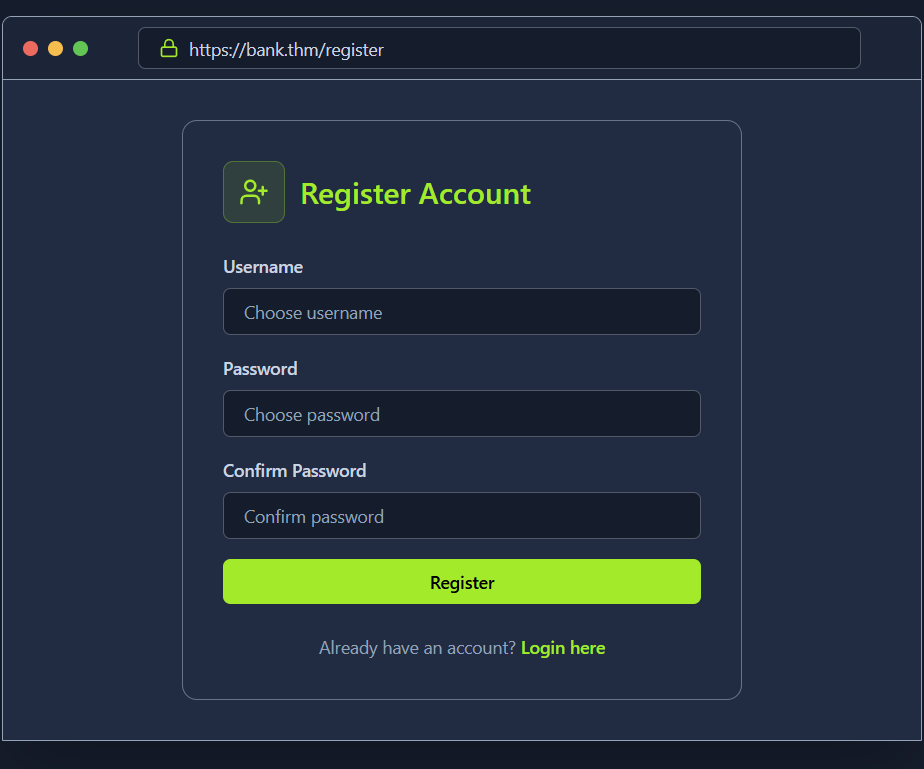 https://bank.thm/register
Register Account
Username
Choose username
Password
Choose password
Confirm Password
Confirm password
Register
Already have an account? Login here